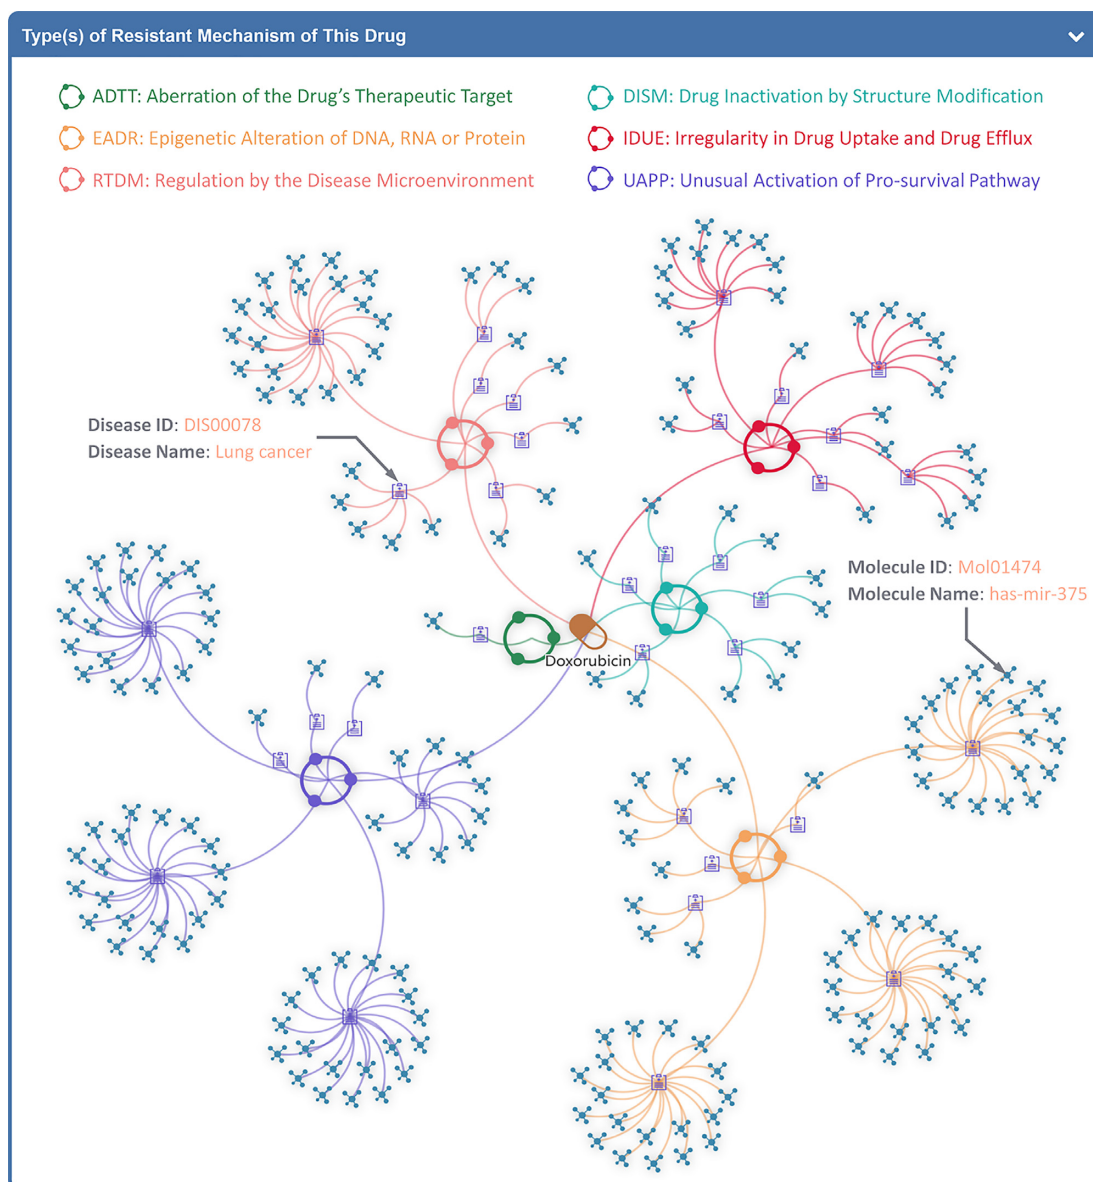 Type(s) of Resistant Mechanism of This Drug
ADTT: Aberration of the Drug's Therapeutic Target
DISM: Drug Inactivation by Structure Modification
EADR: Epigenetic Alteration of DNA, RNA or Protein
IDUE: Irregularity in Drug Uptake and Drug Efflux
RTDM: Regulation by the Disease Microenvironment
UAPP: Unusual Activation of Pro-survival Pathway
Disease ID: DIS00078
Disease Name: Lung cancer
Molecule ID: Mol01474
Molecule Name: has-mir-375
Doxorubicin